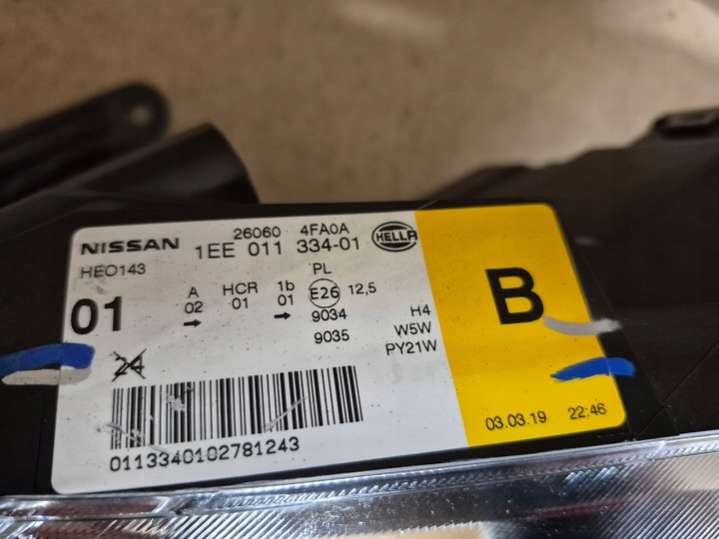 NISSAN 26060 4FA0A
1EE 011 334-01 HELLA
HEO143 PL
01 A HCR 1b E26 12,5
02 01 01
9034 H4
9035 W5W
PY21W
24
0113340102781243
B
03.03.19 22:46